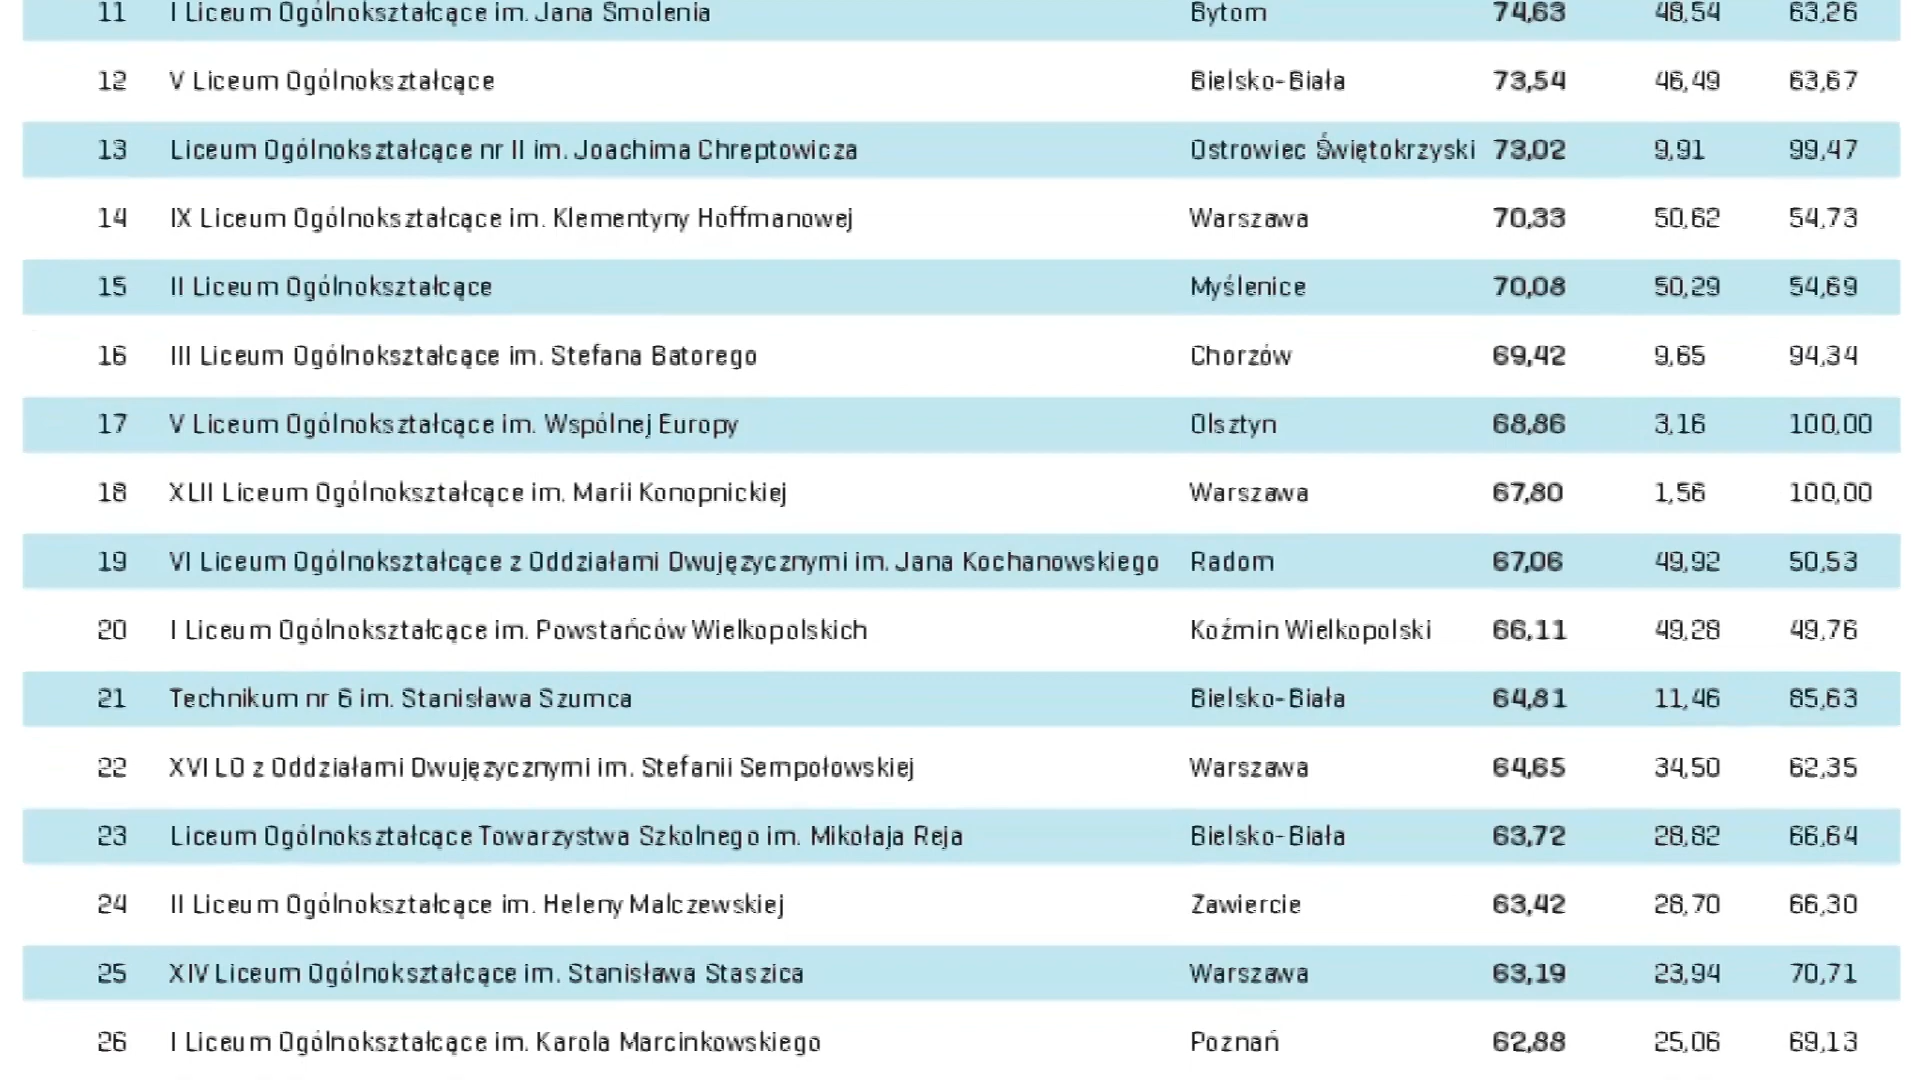 11 I Liceum Ogólnokształcące im. Jana Smolenia Bytom 74,63 48,54 63,26
12 V Liceum Ogólnokształcące Bielsko-Biała 73,54 46,49 63,67
13 Liceum Ogólnokształcące nr II im. Joachima Chreptowicza Ostrowiec Świętokrzyski 73,02 9,91 99,47
14 IX Liceum Ogólnokształcące im. Klementyny Hoffmanowej Warszawa 70,33 50,62 54,73
15 II Liceum Ogólnokształcące Myślenice 70,08 50,29 54,69
16 III Liceum Ogólnokształcące im. Stefana Batorego Chorzów 69,42 9,65 94,34
17 V Liceum Ogólnokształcące im. Wspólnej Europy Olsztyn 68,86 3,16 100,00
18 XLII Liceum Ogólnokształcące im. Marii Konopnickiej Warszawa 67,80 1,56 100,00
19 VI Liceum Ogólnokształcące z Oddziałami Dwujęzycznymi im. Jana Kochanowskiego Radom 67,06 49,92 50,53
20 I Liceum Ogólnokształcące im. Powstańców Wielkopolskich Koźmin Wielkopolski 66,11 49,28 49,76
21 Technikum nr 6 im. Stanisława Szumca Bielsko-Biała 64,81 11,46 85,63
22 XVI LO z Oddziałami Dwujęzycznymi im. Stefanii Sempołowskiej Warszawa 64,65 34,50 62,35
23 Liceum Ogólnokształcące Towarzystwa Szkolnego im. Mikołaja Reja Bielsko-Biała 63,72 28,82 66,64
24 II Liceum Ogólnokształcące im. Heleny Malczewskiej Zawiercie 63,42 28,70 66,30
25 XIV Liceum Ogólnokształcące im. Stanisława Staszica Warszawa 63,19 23,94 70,71
26 I Liceum Ogólnokształcące im. Karola Marcinkowskiego Poznań 62,88 25,06 69,13